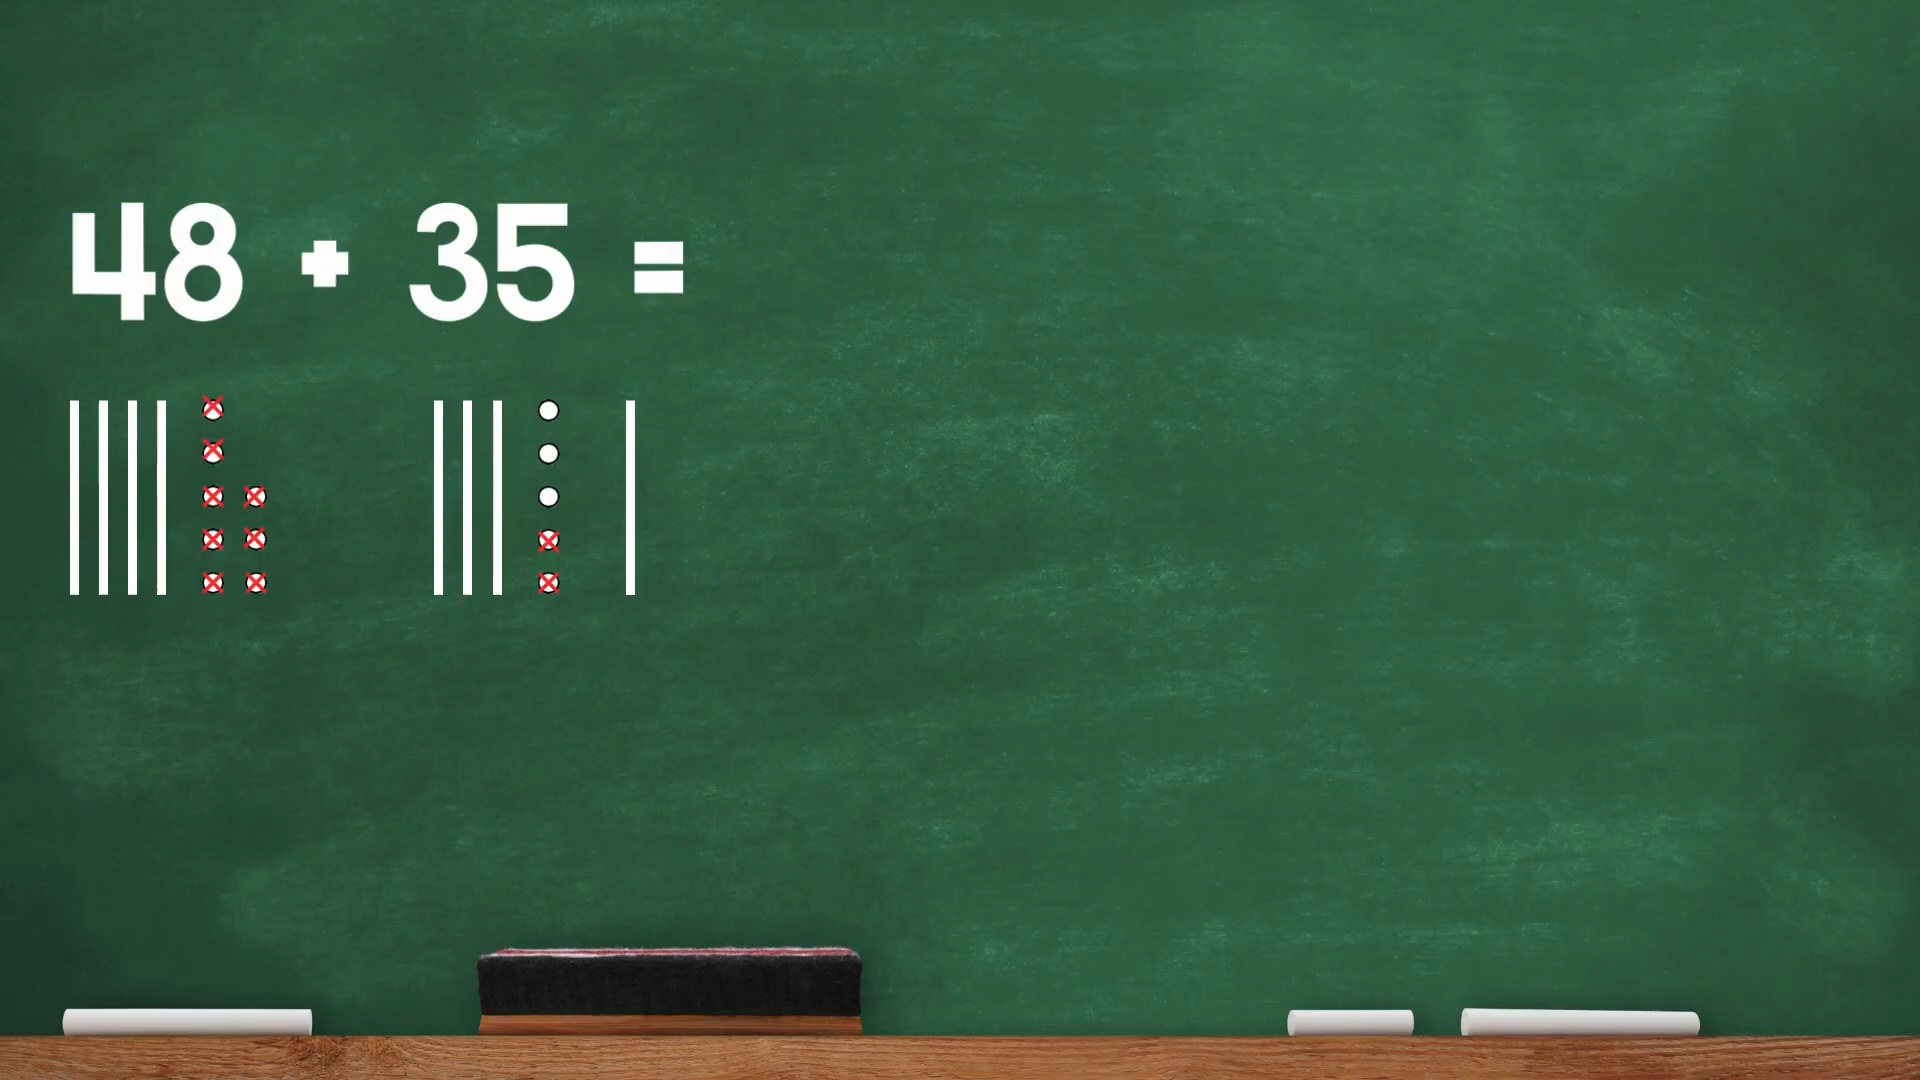 48 + 35 =